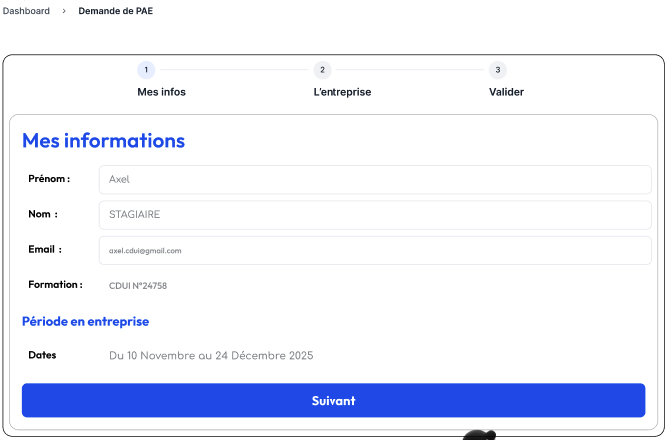 Dashboard > Demande de PAE
1 2 3
Mes infos L'entreprise Valider
Mes informations
Prénom : Axel
Nom : STAGIAIRE
Email : axel.cdui@gmail.com
Formation : CDUI N°24758
Période en entreprise
Dates Du 10 Novembre au 24 Décembre 2025
Suivant